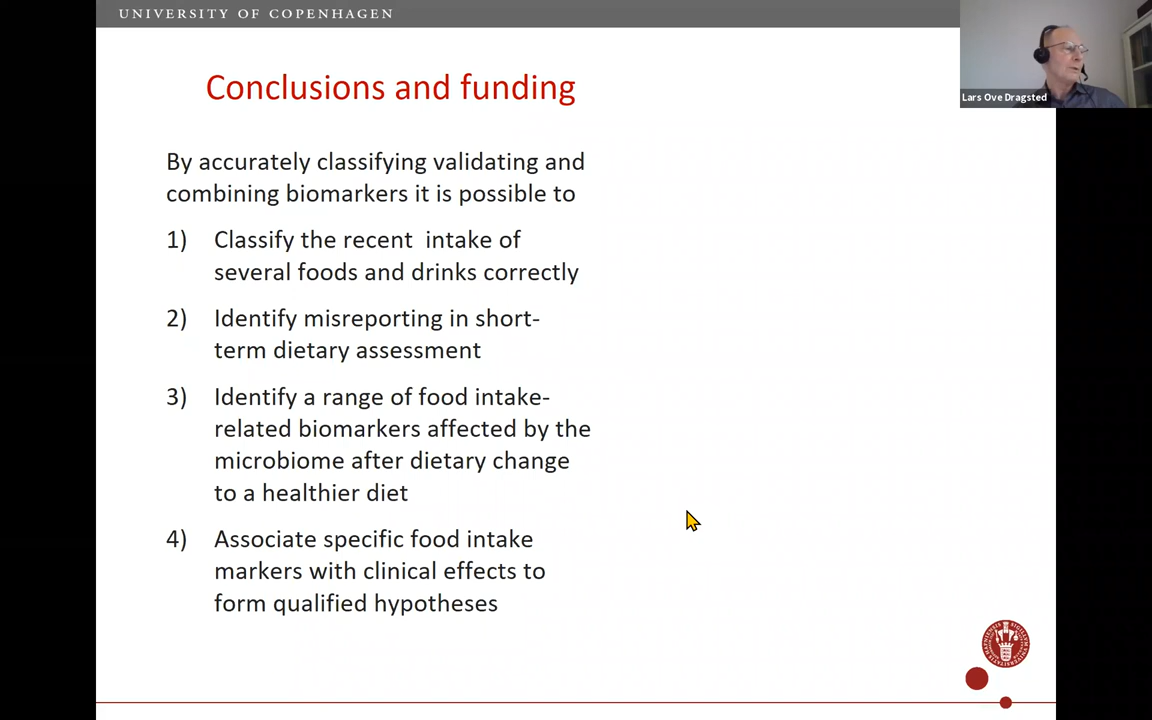 UNIVERSITY OF COPENHAGEN
Lars Ove Dragsted
Conclusions and funding
By accurately classifying validating and
combining biomarkers it is possible to
1) Classify the recent intake of
several foods and drinks correctly
2) Identify misreporting in short-
term dietary assessment
3) Identify a range of food intake-
related biomarkers affected by the
microbiome after dietary change
to a healthier diet
4) Associate specific food intake
markers with clinical effects to
form qualified hypotheses